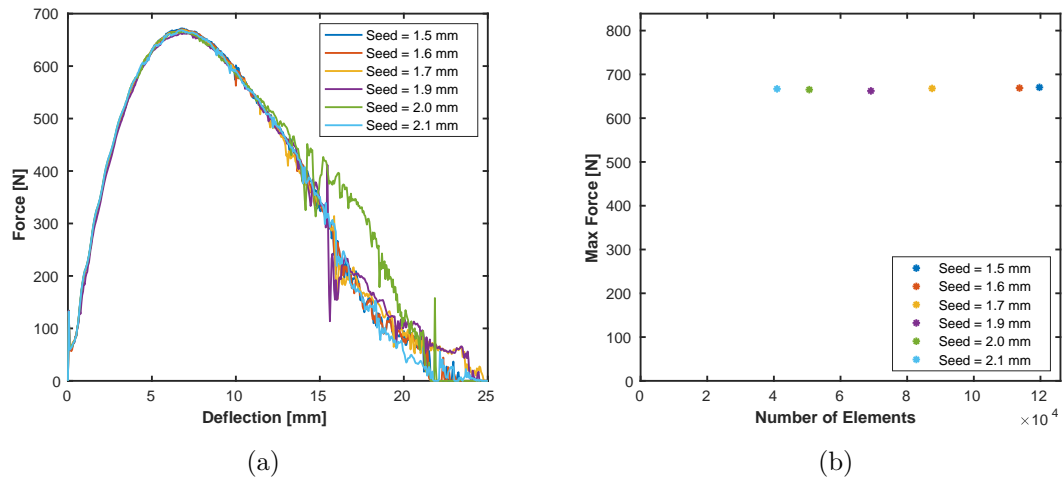 700
600
500
400
300
200
100
0
Force [N]
0 5 10 15 20 25
Deflection [mm]
Seed = 1.5 mm
Seed = 1.6 mm
Seed = 1.7 mm
Seed = 1.9 mm
Seed = 2.0 mm
Seed = 2.1 mm
(a)
800
700
600
500
400
300
200
100
0
Max Force [N]
0 2 4 6 8 10 12
Number of Elements
×10 4
Seed = 1.5 mm
Seed = 1.6 mm
Seed = 1.7 mm
Seed = 1.9 mm
Seed = 2.0 mm
Seed = 2.1 mm
(b)